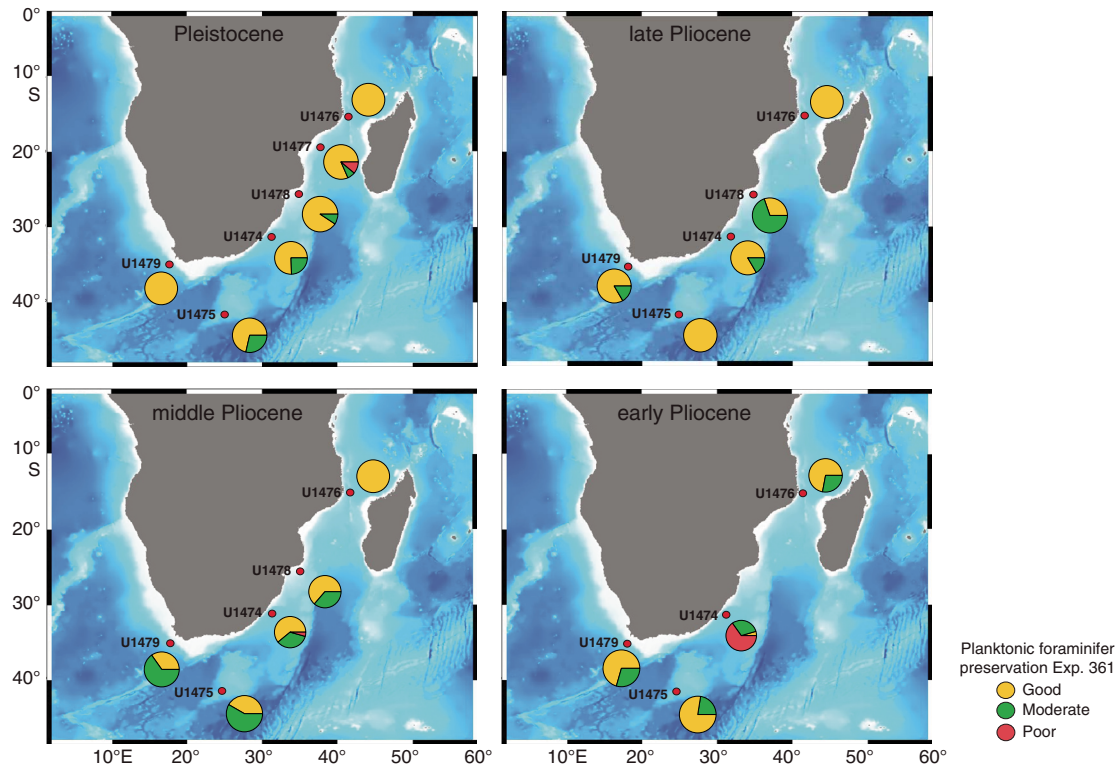 0°
10°
S
20°
30°
40°
Pleistocene
U1476
U1477
U1478
U1474
U1479
U1475
late Pliocene
U1476
U1478
U1474
U1479
U1475
0°
10°
S
20°
30°
40°
middle Pliocene
U1476
U1478
U1474
U1479
U1475
10°E
20°
30°
40°
50°
60°
early Pliocene
U1476
U1474
U1479
U1475
10°E
20°
30°
40°
50°
60°
Planktonic foraminifer
preservation Exp. 361
Good
Moderate
Poor